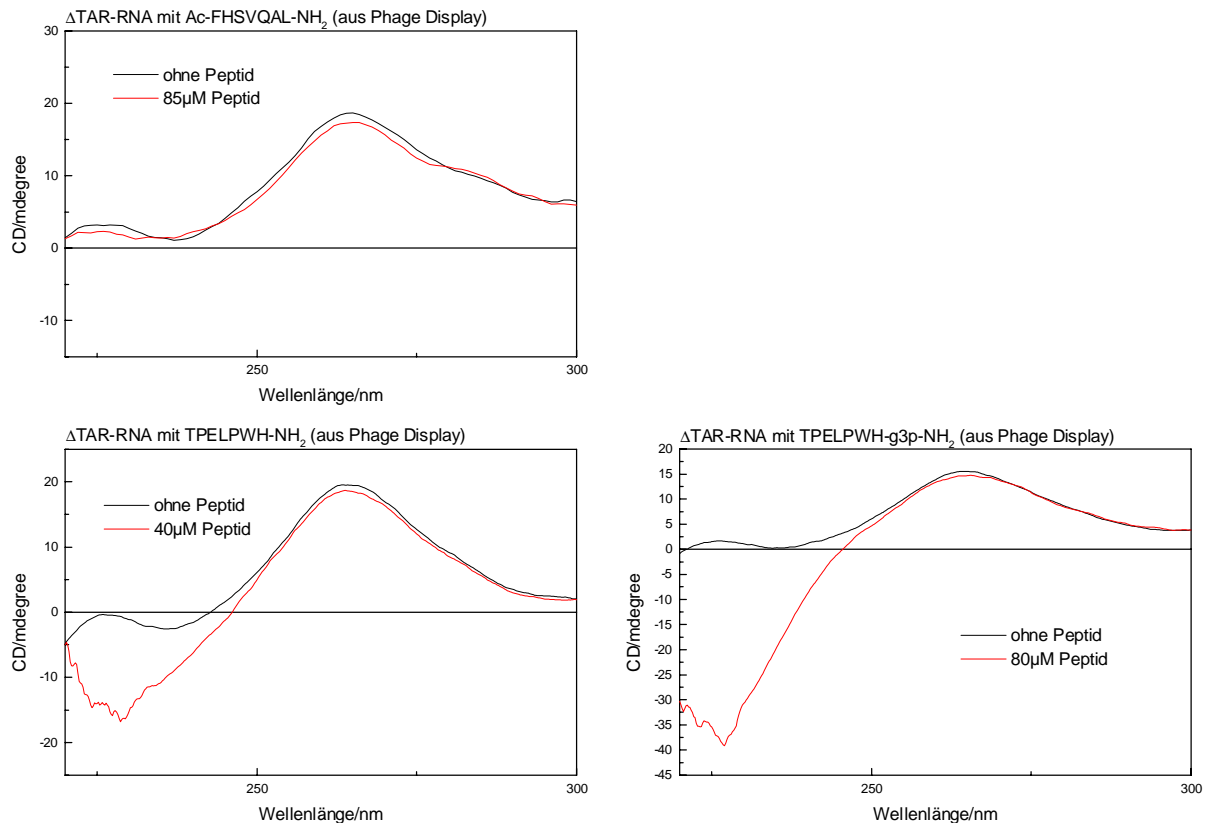 ΔTAR-RNA mit Ac-FHSVQAL-NH₂ (aus Phage Display)
30
20
10
0
-10
CD/mdegree
ohne Peptid
85µM Peptid
250
300
Wellenlänge/nm
ΔTAR-RNA mit TPELPWH-NH₂ (aus Phage Display)
20
10
0
-10
-20
CD/mdegree
ohne Peptid
40µM Peptid
250
300
Wellenlänge/nm
ΔTAR-RNA mit TPELPWH-g3p-NH₂ (aus Phage Display)
20
15
10
5
0
-5
-10
-15
-20
-25
-30
-35
-40
-45
CD/mdegree
ohne Peptid
80µM Peptid
250
300
Wellenlänge/nm